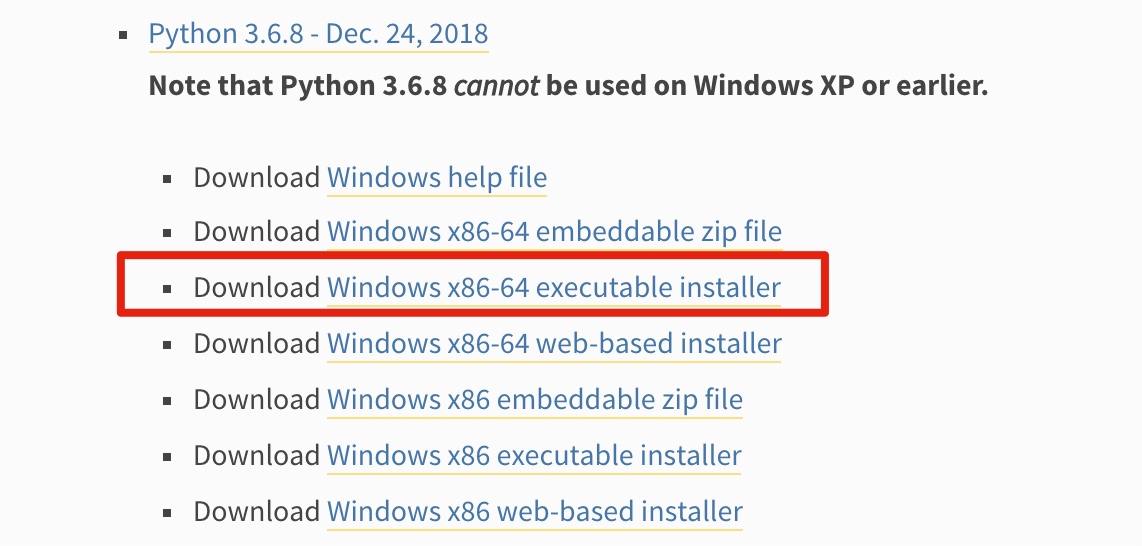 Python 3.6.8 - Dec. 24, 2018
Note that Python 3.6.8 cannot be used on Windows XP or earlier.
Download Windows help file
Download Windows x86-64 embeddable zip file
Download Windows x86-64 executable installer
Download Windows x86-64 web-based installer
Download Windows x86 embeddable zip file
Download Windows x86 executable installer
Download Windows x86 web-based installer